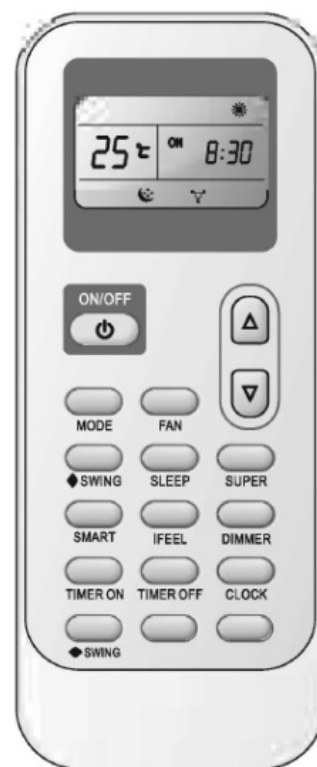 25 °C ON 8:30
ON/OFF
MODE FAN
SWING SLEEP SUPER
SMART IFEEL DIMMER
TIMER ON TIMER OFF CLOCK
SWING